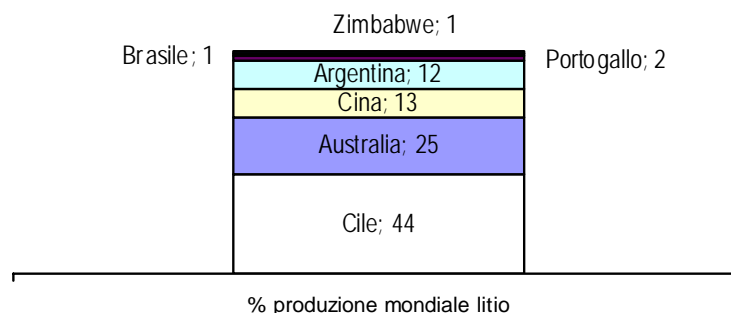 Zimbabwe; 1
Brasile; 1
Portogallo; 2
Argentina; 12
Cina; 13
Australia; 25
Cile; 44
% produzione mondiale litio